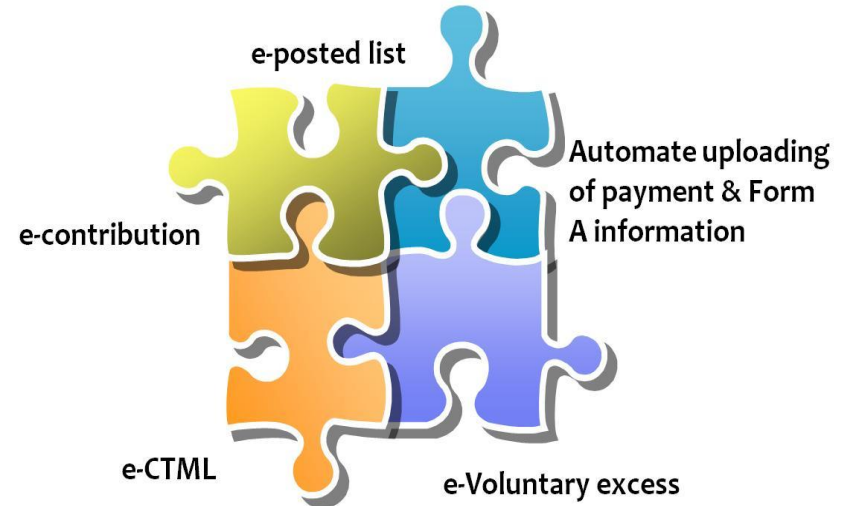 e-posted list
Automate uploading
of payment & Form
A information
e-contribution
e-CTML
e-Voluntary excess